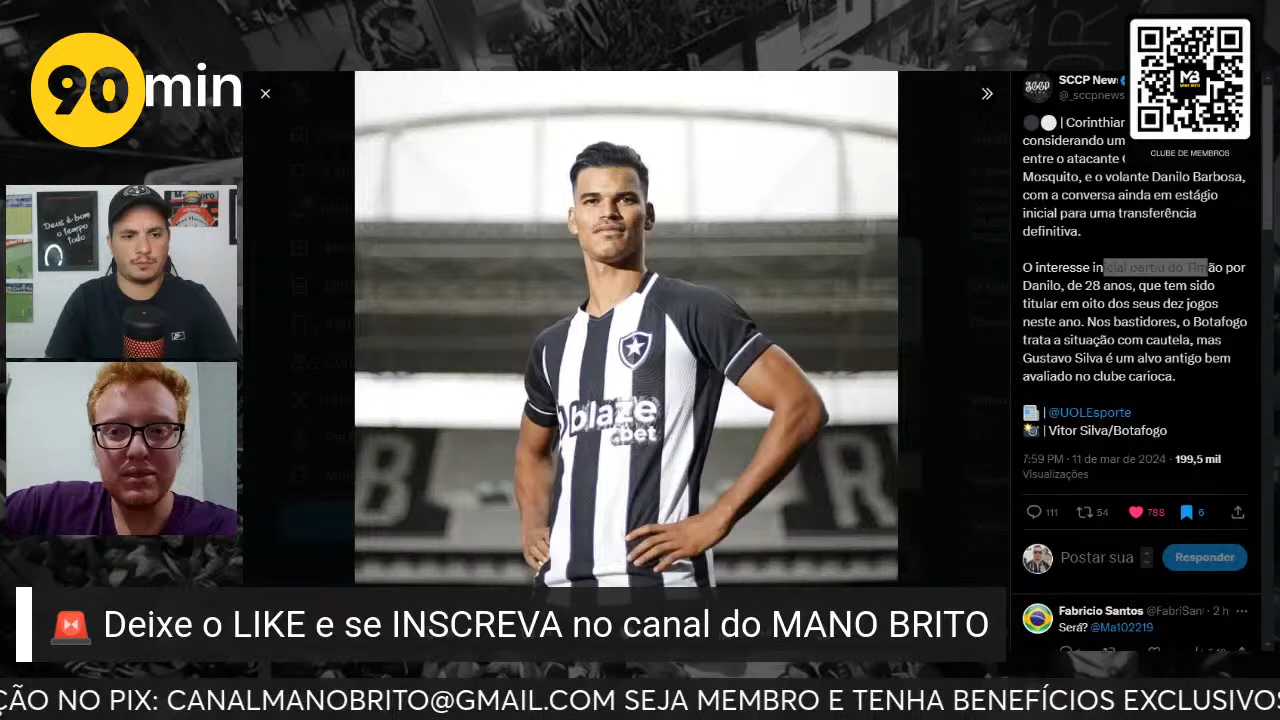 90min
Deus é bom
o tempo
todo
blaze
.bet
B
R
MB
CLUBE DE MEMBROS
SCCP News
@_sccpnews
| Corinthian
considerando um
entre o atacante
Mosquito, e o volante Danilo Barbosa,
com a conversa ainda em estágio
inicial para uma transferência
definitiva.
O interesse inicial partiu do Timão por
Danilo, de 28 anos, que tem sido
titular em oito dos seus dez jogos
neste ano. Nos bastidores, o Botafogo
trata a situação com cautela, mas
Gustavo Silva é um alvo antigo bem
avaliado no clube carioca.
| @UOLEsporte
| Vitor Silva/Botafogo
7:59 PM · 11 de mar de 2024 · 199,5 mil
Visualizações
111 54 788 6
Postar sua
Responder
Fabricio Santos @FabriSan · 2 h
Será? @Ma102219
Deixe o LIKE e se INSCREVA no canal do MANO BRITO
ÇÃO NO PIX: CANALMANOBRITO@GMAIL.COM SEJA MEMBRO E TENHA BENEFÍCIOS EXCLUSIVOS